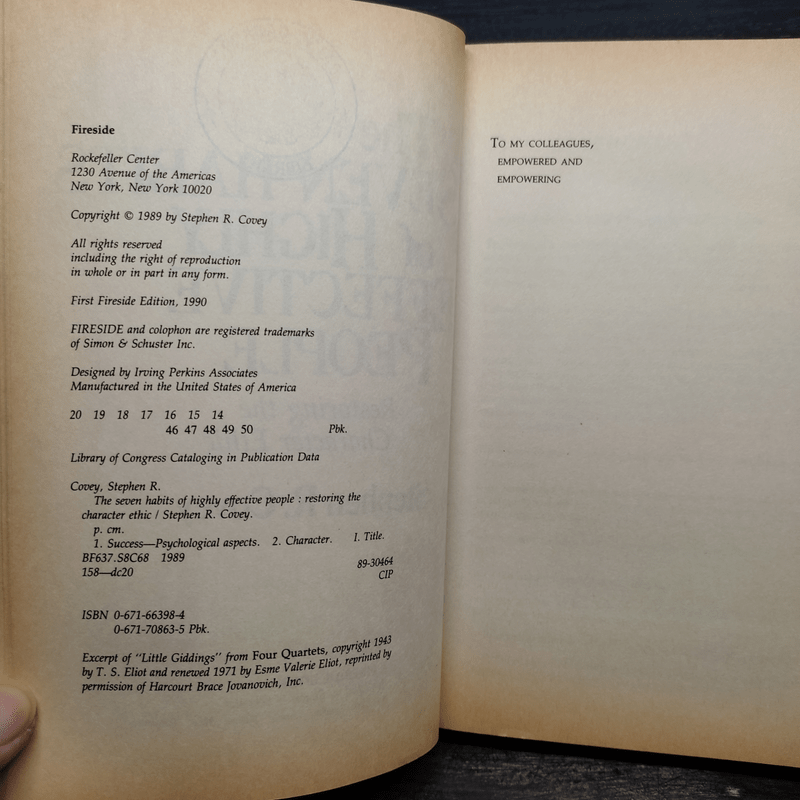 Fireside
Rockefeller Center
1230 Avenue of the Americas
New York, New York 10020
Copyright © 1989 by Stephen R. Covey
All rights reserved
including the right of reproduction
in whole or in part in any form.
First Fireside Edition, 1990
FIRESIDE and colophon are registered trademarks
of Simon & Schuster Inc.
Designed by Irving Perkins Associates
Manufactured in the United States of America
20 19 18 17 16 15 14
46 47 48 49 50 Pbk.
Library of Congress Cataloging in Publication Data
Covey, Stephen R.
The seven habits of highly effective people : restoring the
character ethic / Stephen R. Covey.
p. cm.
1. Success—Psychological aspects. 2. Character. I. Title.
BF637.S8C68 1989
158—dc20 89-30464
CIP
ISBN 0-671-66398-4
0-671-70863-5 Pbk.
Excerpt of "Little Giddings" from Four Quartets, copyright 1943
by T. S. Eliot and renewed 1971 by Esme Valerie Eliot, reprinted by
permission of Harcourt Brace Jovanovich, Inc.
TO MY COLLEAGUES,
EMPOWERED AND
EMPOWERING